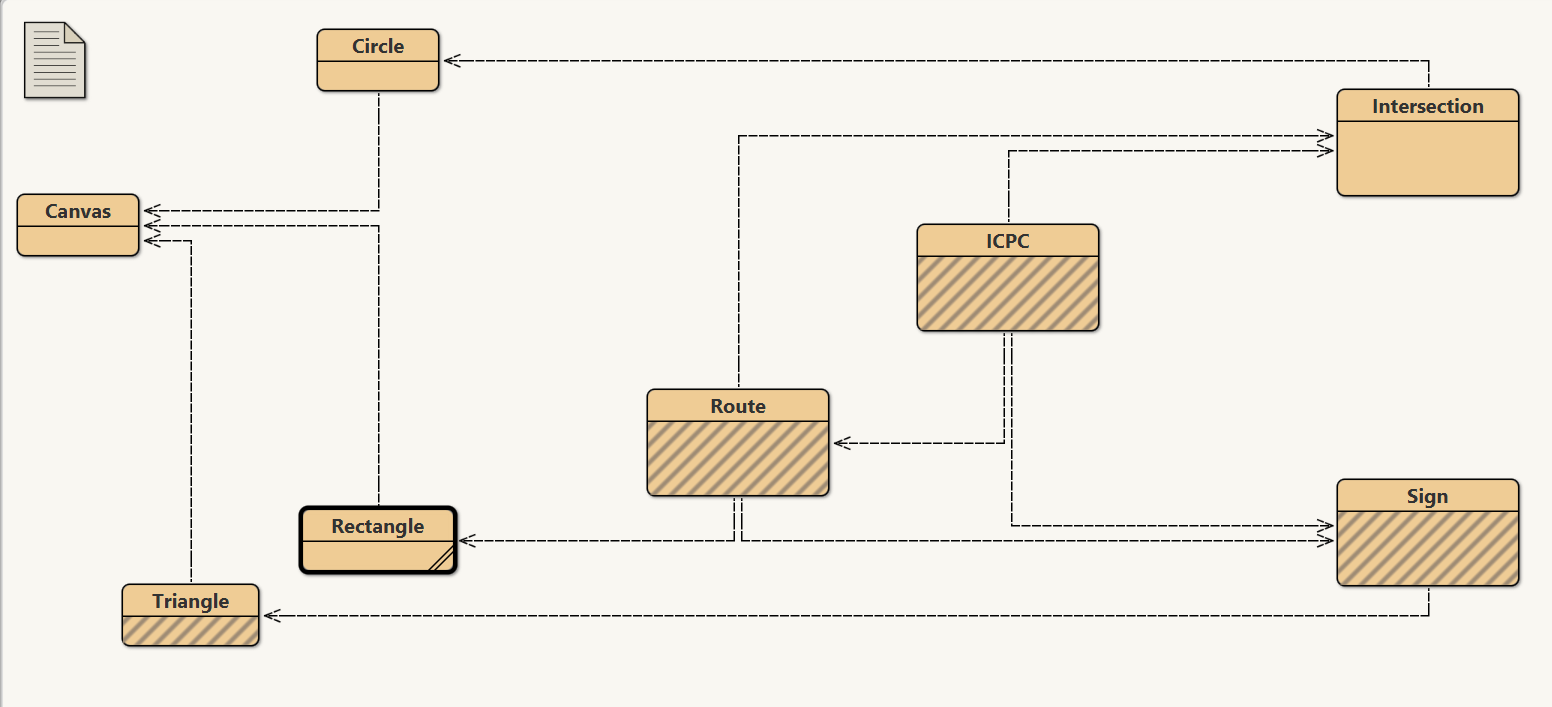 Circle
Intersection
Canvas
ICPC
Route
Sign
Rectangle
Triangle